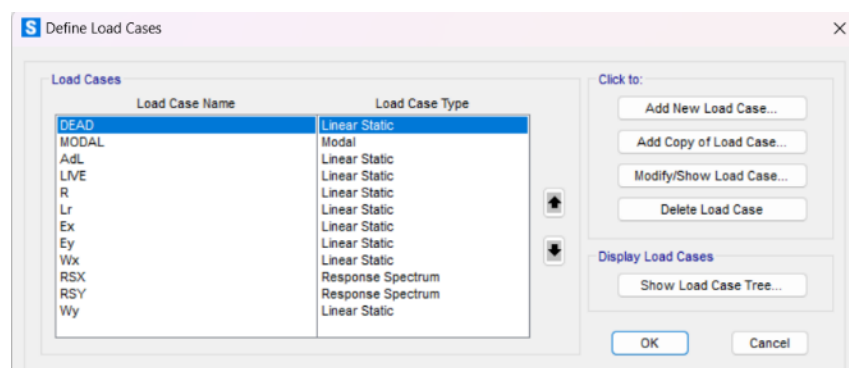 S Define Load Cases
Load Cases
Click to:
Load Case Name Load Case Type
DEAD Linear Static
MODAL Modal
AdL Linear Static
LIVE Linear Static
R Linear Static
Lr Linear Static
Ex Linear Static
Ey Linear Static
Wx Linear Static
RSX Response Spectrum
RSY Response Spectrum
Wy Linear Static
Add New Load Case...
Add Copy of Load Case...
Modify/Show Load Case...
Delete Load Case
Display Load Cases
Show Load Case Tree...
OK Cancel